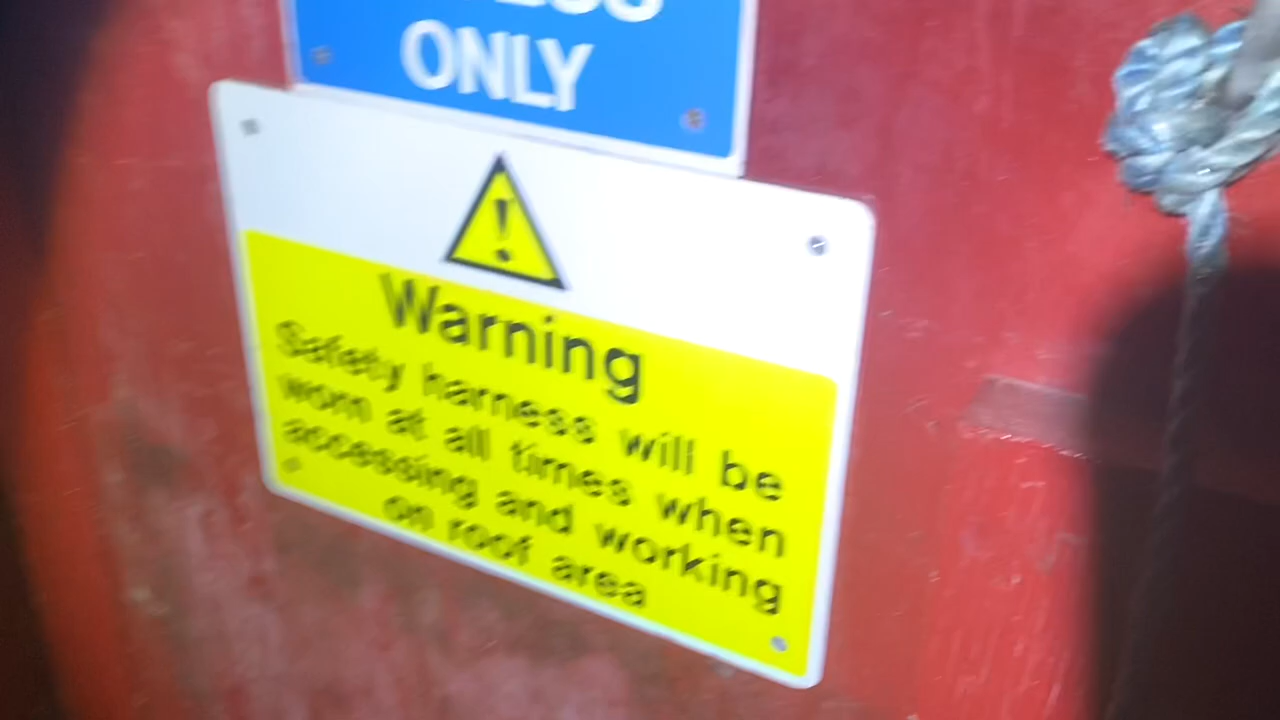 ONLY
Warning
Safety harness will be
worn at all times when
accessing and working
on roof area